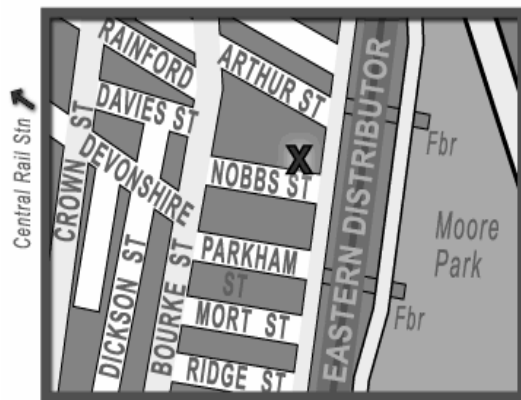 RAINFORD
ARTHUR ST
DAVIES ST
DEVONSHIRE
CROWN ST
Central Rail Stn
X
NOBBS ST
EASTERN DISTRIBUTOR
Fbr
Moore
Park
PARKHAM
ST
DICKSON ST
BOURKE ST
MORT ST
Fbr
RIDGE ST